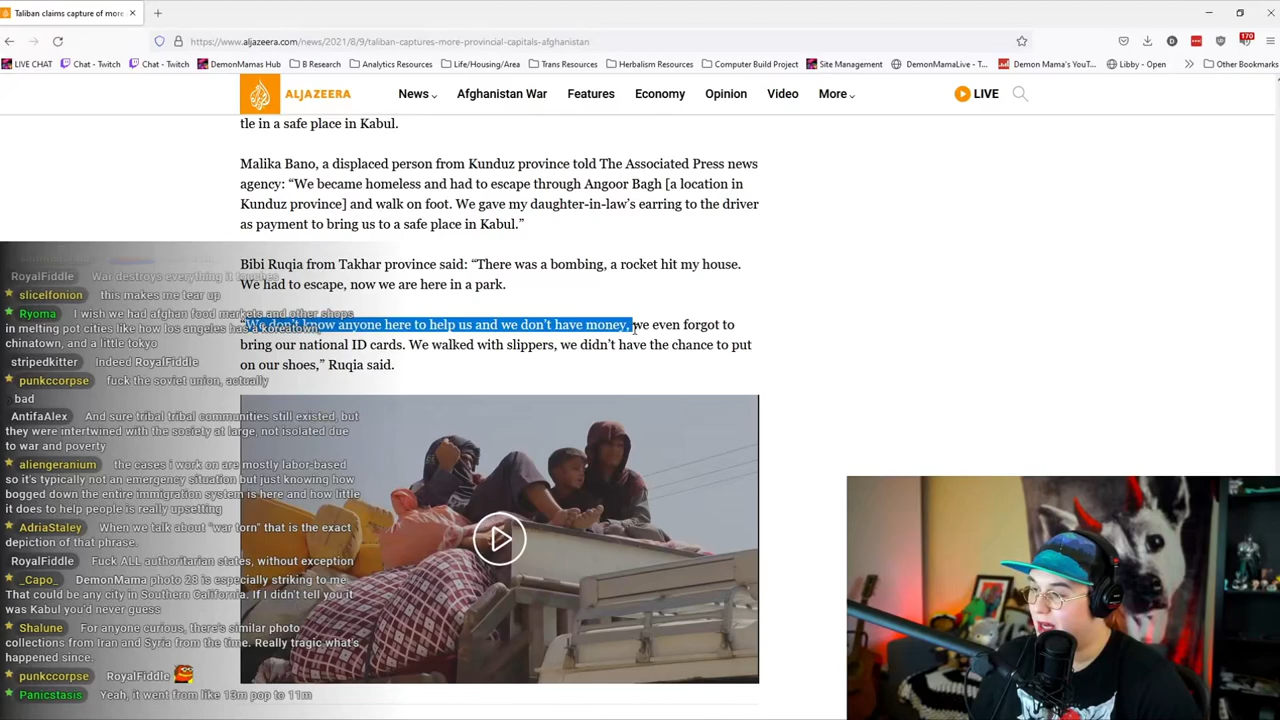 Taliban claims capture of more
https://www.aljazeera.com/news/2021/8/9/taliban-captures-more-provincial-capitals-afghanistan
170
LIVE CHAT Chat - Twitch Chat - Twitch DemonMamas Hub B Research Analytics Resources Life/Housing/Area Trans Resources Herbalism Resources Computer Build Project Site Management DemonMamaLive - T... Demon Mama's YouT... Libby - Open Other Bookmarks
ALJAZEERA News Afghanistan War Features Economy Opinion Video More LIVE
tle in a safe place in Kabul.
Malika Bano, a displaced person from Kunduz province told The Associated Press news
agency: “We became homeless and had to escape through Angoor Bagh [a location in
Kunduz province] and walk on foot. We gave my daughter-in-law’s earring to the driver
as payment to bring us to a safe place in Kabul.”
Bibi Ruqia from Takhar province said: “There was a bombing, a rocket hit my house.
We had to escape, now we are here in a park.
“We don’t know anyone here to help us and we don’t have money, we even forgot to
bring our national ID cards. We walked with slippers, we didn’t have the chance to put
on our shoes,” Ruqia said.
RoyalFiddle War destroys everything it touches
slicelfonion this makes me tear up
Ryoma I wish we had afghan food markets and other shops
in melting pot cities like how los angeles has a koreatown,
chinatown, and a little tokyo
stripedkitter Indeed RoyalFiddle
punkccorpse fuck the soviet union, actually
bad
AntifaAlex And sure tribal tribal communities still existed, but
they were intertwined with the society at large, not isolated due
to war and poverty
aliengeranium the cases i work on are mostly labor-based
so it's typically not an emergency situation but just knowing how
bogged down the entire immigration system is here and how little
it does to help people is really upsetting
AdriaStaley When we talk about "war torn" that is the exact
depiction of that phrase.
RoyalFiddle Fuck ALL authoritarian states, without exception
_Capo_ DemonMama photo 28 is especially striking to me.
That could be any city in Southern California. If I didn't tell you it
was Kabul you'd never guess
Shalune For anyone curious, there's similar photo
collections from Iran and Syria from the time. Really tragic what's
happened since.
punkccorpse RoyalFiddle
Panicstasis Yeah, it went from like 13m pop to 11m